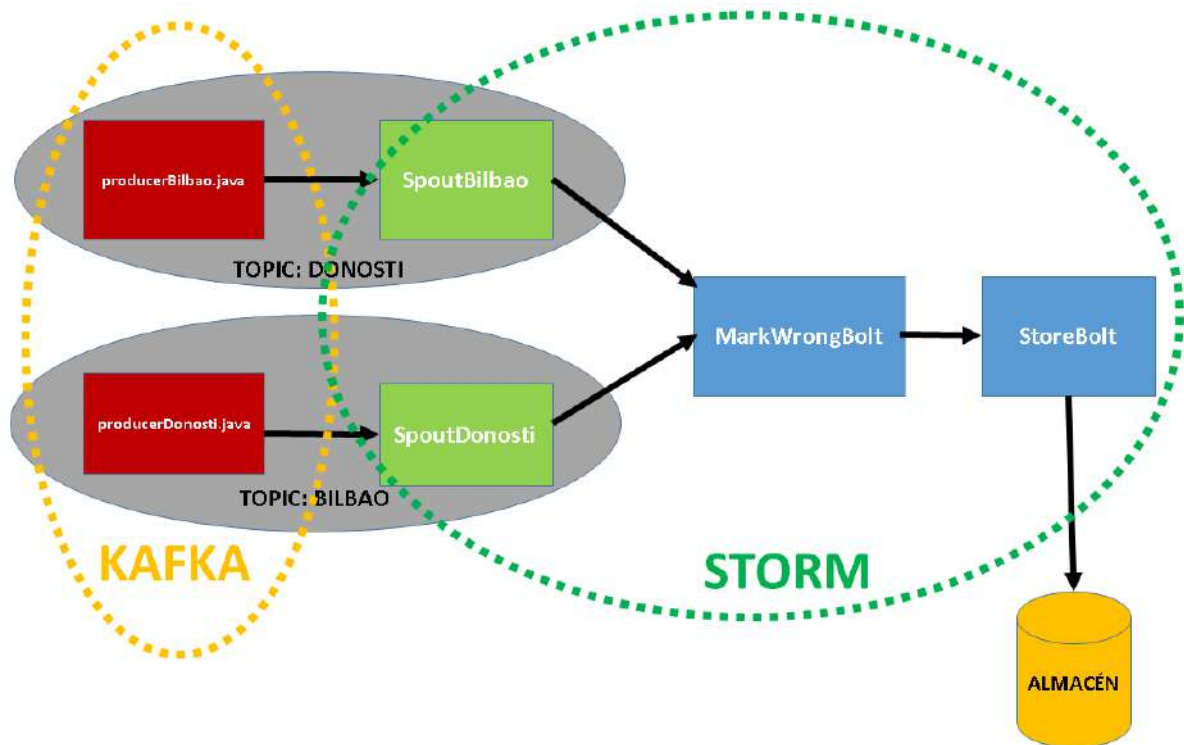 producerBilbao.java
SpoutBilbao
TOPIC: DONOSTI
MarkWrongBolt
StoreBolt
producerDonosti.java
SpoutDonosti
TOPIC: BILBAO
KAFKA
STORM
ALMACÉN